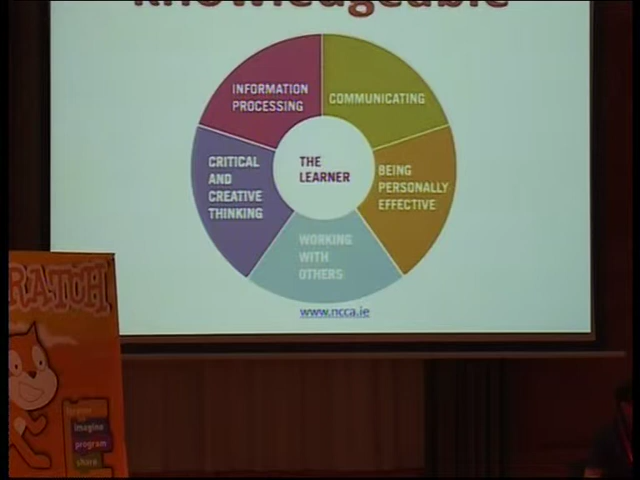 knowledgeable
INFORMATION
PROCESSING
COMMUNICATING
CRITICAL
AND
CREATIVE
THINKING
THE
LEARNER
BEING
PERSONALLY
EFFECTIVE
WORKING
WITH
OTHERS
www.ncca.ie
RATCH
imagine
program
share